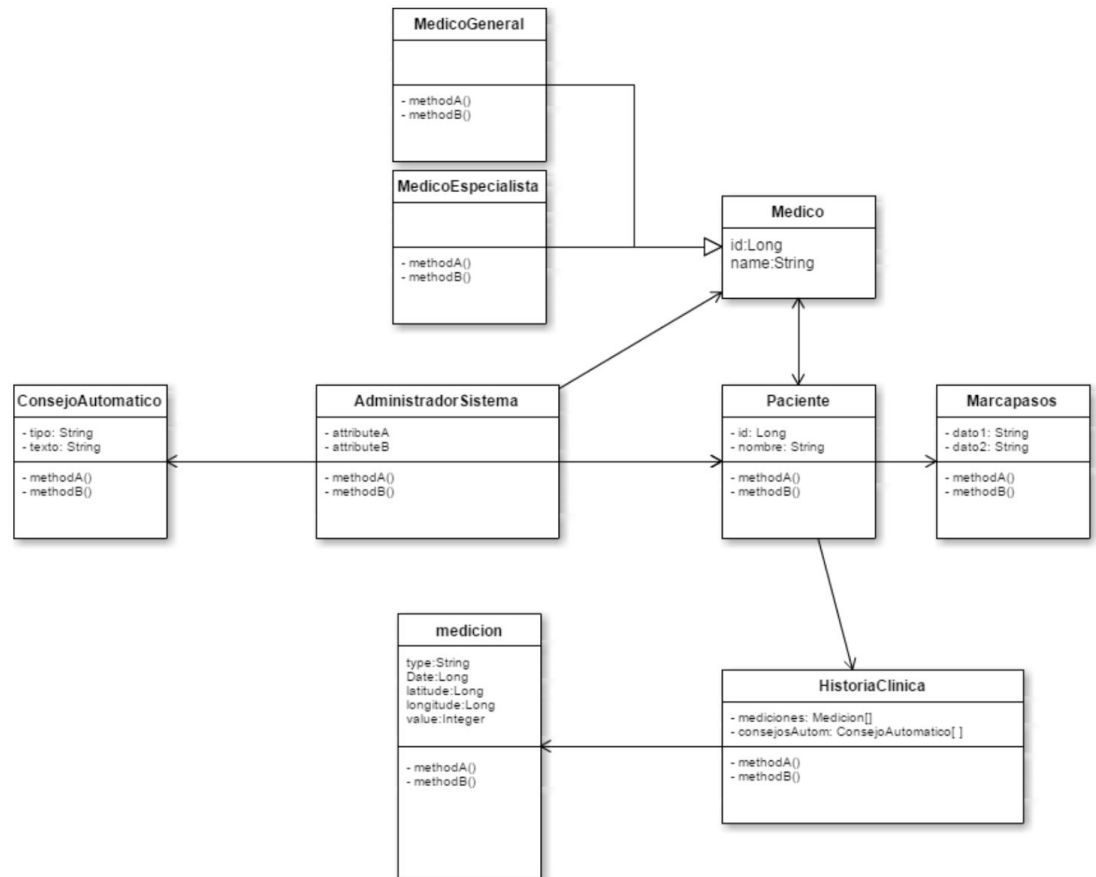 MedicoGeneral
- methodA()
- methodB()
MedicoEspecialista
- methodA()
- methodB()
Medico
id:Long
name:String
ConsejoAutomatico
- tipo: String
- texto: String
- methodA()
- methodB()
AdministradorSistema
- attributeA
- attributeB
- methodA()
- methodB()
Paciente
- id: Long
- nombre: String
- methodA()
- methodB()
Marcapasos
- dato1: String
- dato2: String
- methodA()
- methodB()
medicion
type:String
Date:Long
latitude:Long
longitude:Long
value:Integer
- methodA()
- methodB()
HistoriaClinica
- mediciones: Medicion[]
- consejosAutom: ConsejoAutomatico[ ]
- methodA()
- methodB()